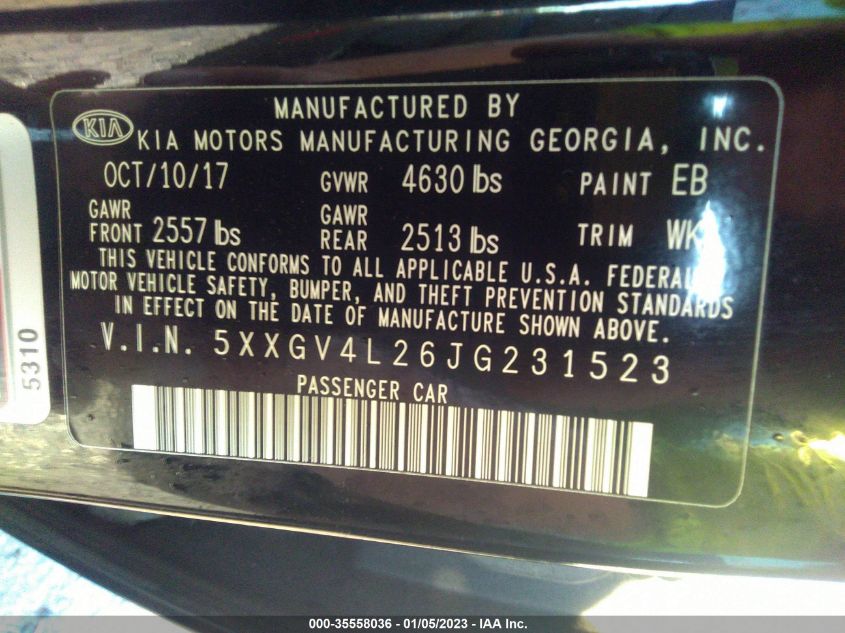 MANUFACTURED BY
KIA KIA MOTORS MANUFACTURING GEORGIA, INC.
OCT/10/17 GVWR 4630 lbs PAINT EB
GAWR FRONT 2557 lbs GAWR REAR 2513 lbs TRIM WK
THIS VEHICLE CONFORMS TO ALL APPLICABLE U.S.A. FEDERAL
MOTOR VEHICLE SAFETY, BUMPER, AND THEFT PREVENTION STANDARDS
IN EFFECT ON THE DATE OF MANUFACTURE SHOWN ABOVE.
V.I.N. 5XXGV4L26JG231523
PASSENGER CAR
5310
000-35558036 - 01/05/2023 - IAA Inc.